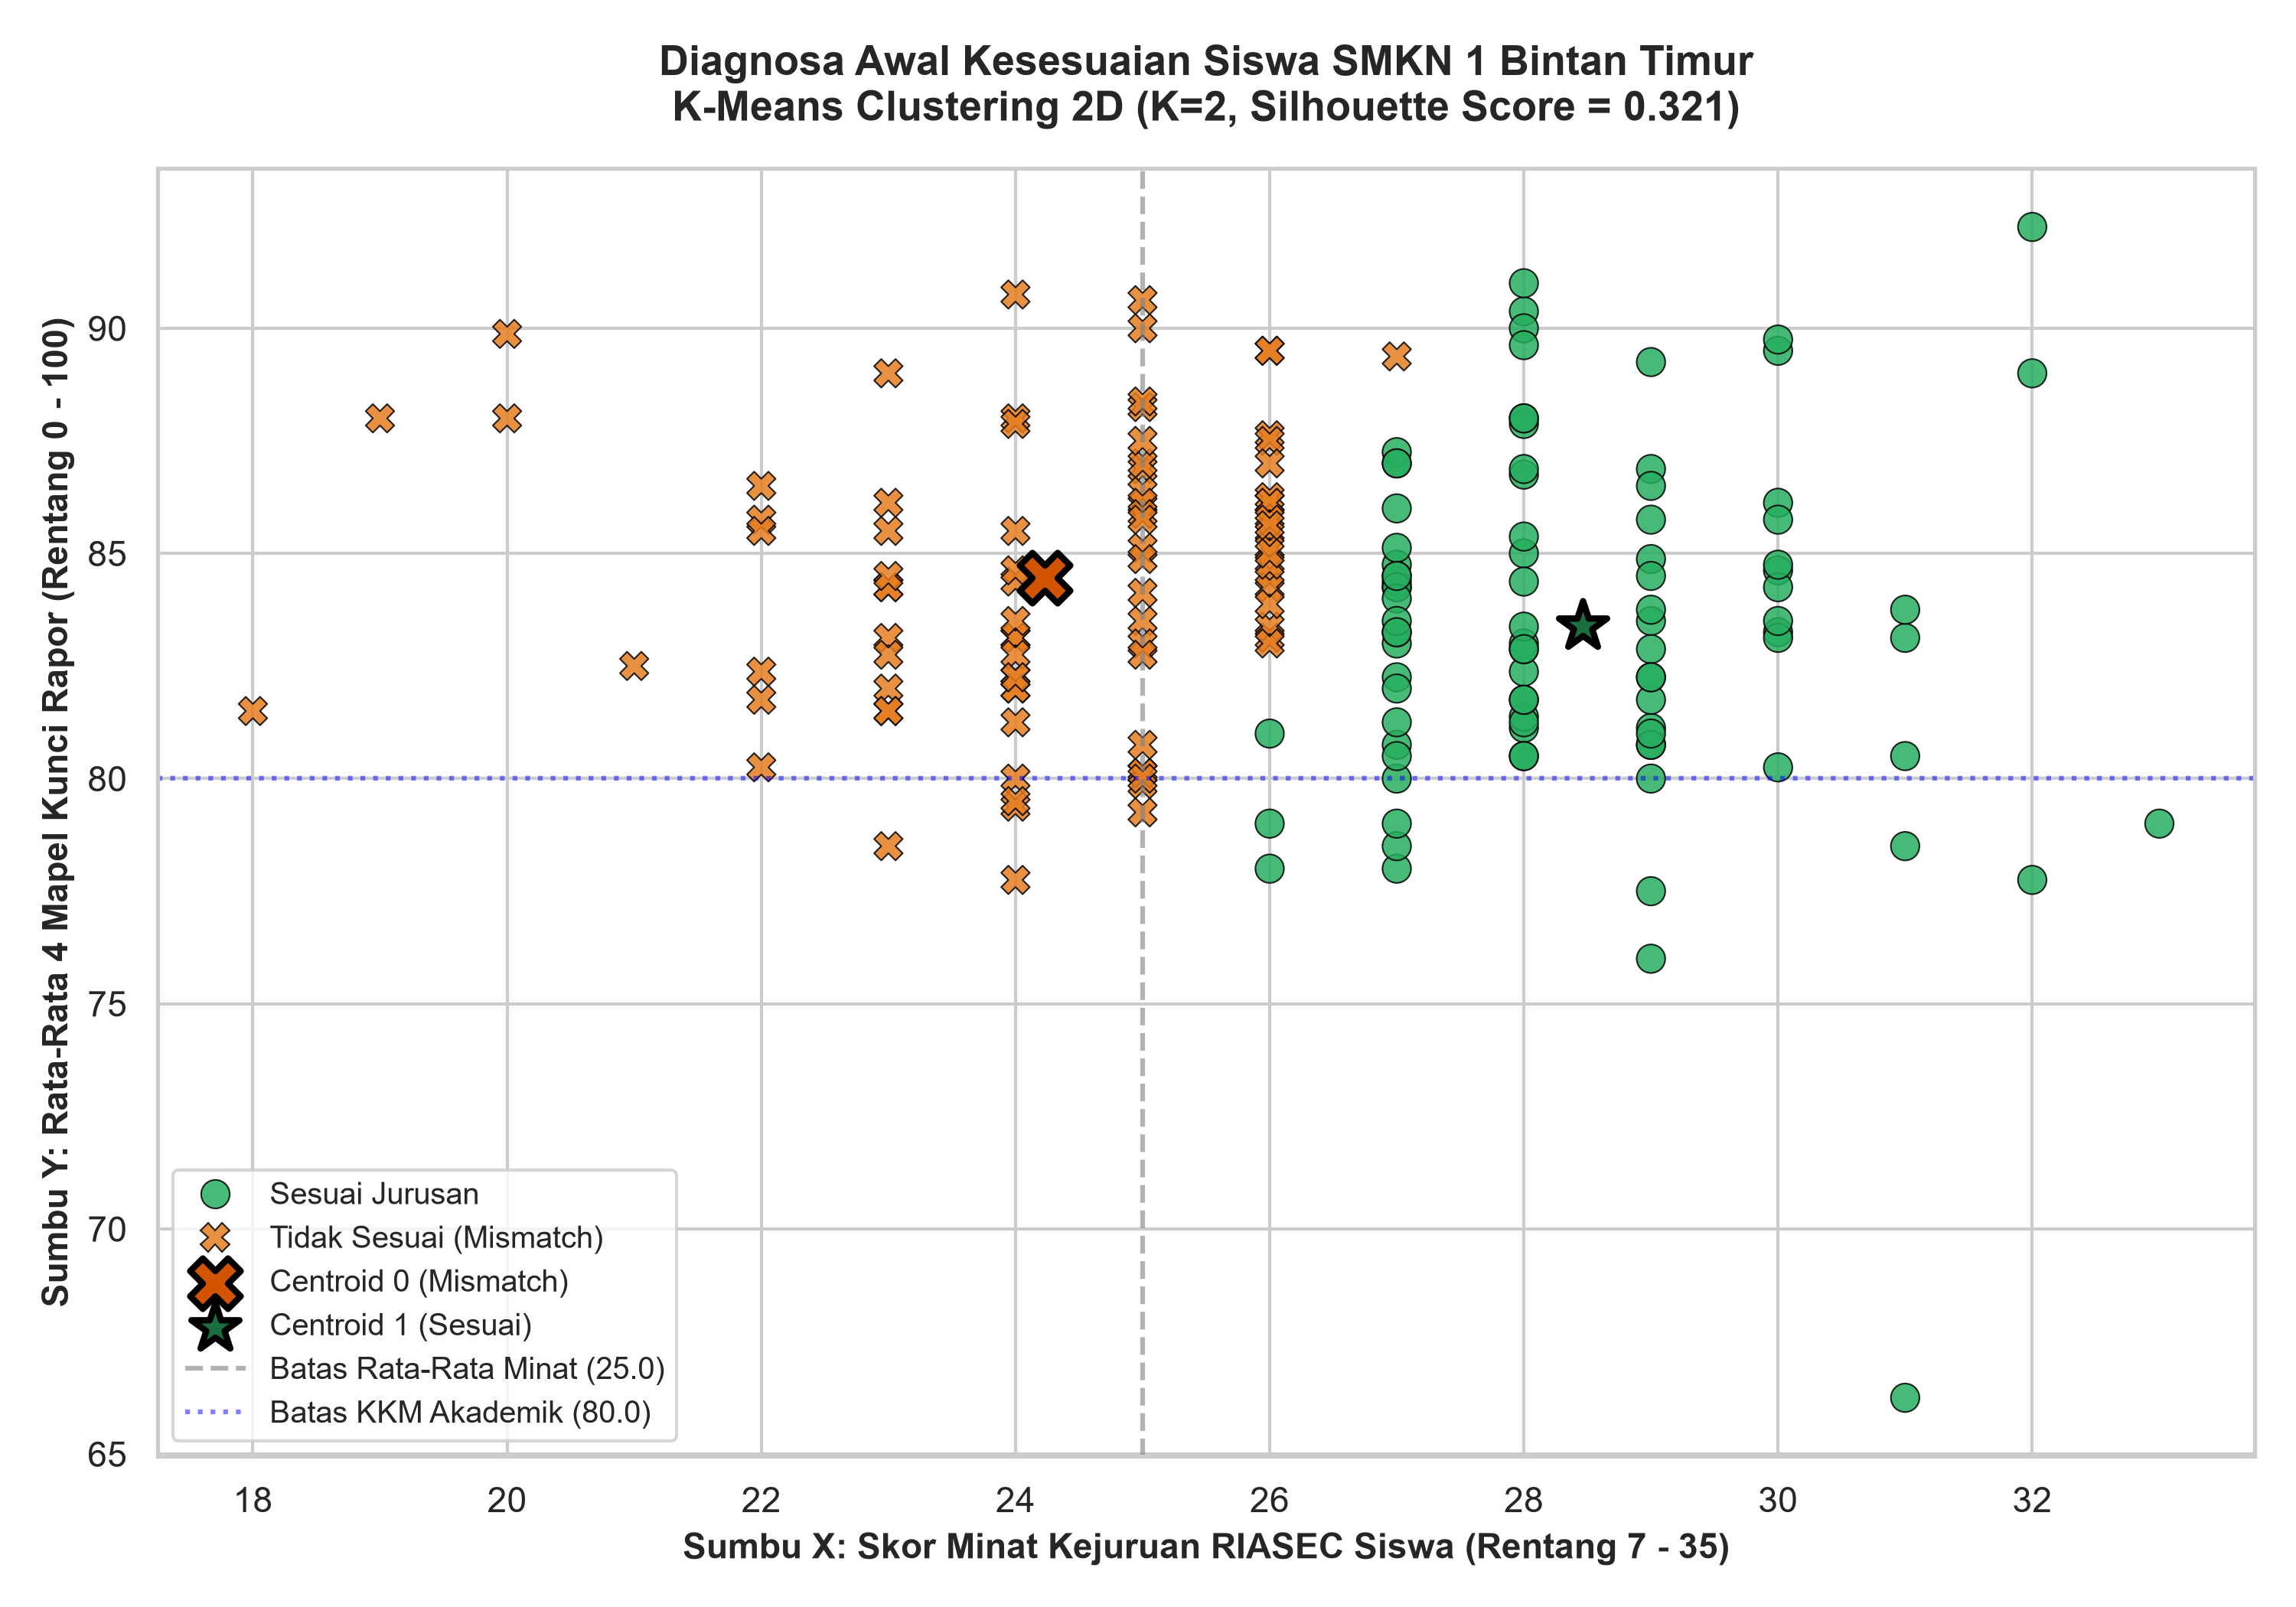 Diagnosa Awal Kesesuaian Siswa SMKN 1 Bintan Timur
K-Means Clustering 2D (K=2, Silhouette Score = 0.321)
Sumbu Y: Rata-Rata 4 Mapel Kunci Rapor (Rentang 0 - 100)
90
85
80
75
70
65
Sesuai Jurusan
Tidak Sesuai (Mismatch)
Centroid 0 (Mismatch)
Centroid 1 (Sesuai)
Batas Rata-Rata Minat (25.0)
Batas KKM Akademik (80.0)
18 20 22 24 26 28 30 32
Sumbu X: Skor Minat Kejuruan RIASEC Siswa (Rentang 7 - 35)